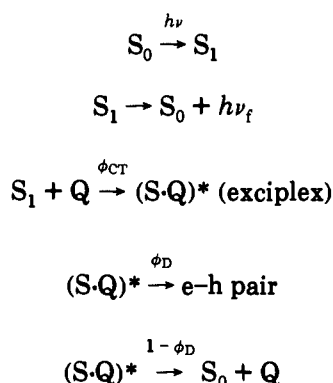 S₀ →^{hν} S₁
S₁ → S₀ + hν_f
S₁ + Q →^{ϕ_CT} (S·Q)* (exciplex)
(S·Q)* →^{ϕ_D} e–h pair
(S·Q)* →^{1 − ϕ_D} S₀ + Q